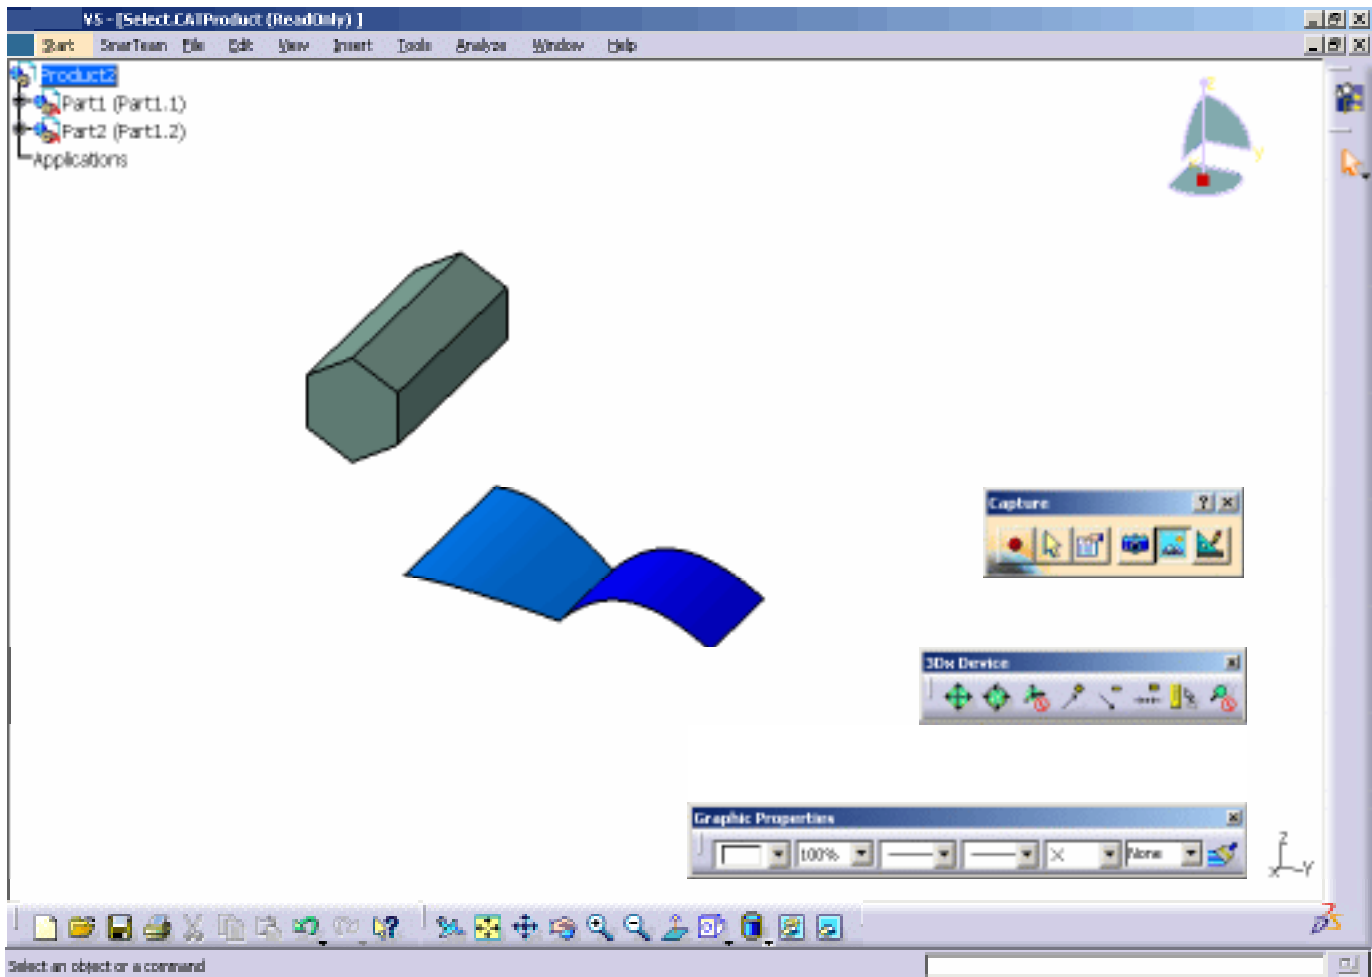 V5 - [Select.CATProduct (ReadOnly) ]
Start SmarTeam File Edit View Insert Tools Analyze Window Help
Product2
Part1 (Part1.1)
Part2 (Part1.2)
Applications
z
y
Capture
3Dx Device
Graphic Properties
100% None
z
x y
Select an object or a command